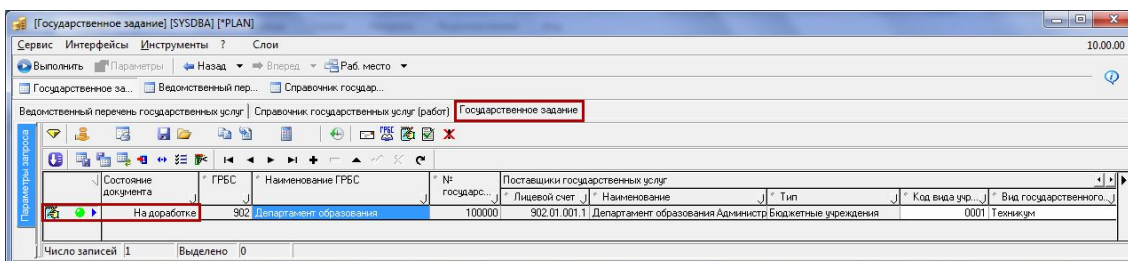 [Государственное задание] [SYSDBA] [*PLAN]
Сервис Интерфейсы Инструменты ? Слои 10.00.00
Выполнить Параметры Назад Вперед Раб. место
Государственное за... Ведомственный пер... Справочник государ...
Ведомственный перечень государственных услуг Справочник государственных услуг (работ) Государственное задание
Параметры запроса
Состояние документа ГРБС Наименование ГРБС № государс... Поставщики государственных услуг
Лицевой счет Наименование Тип Код вида учр... Вид государственного...
На доработке 902 Департамент образования 100000 902.01.001.1 Департамент образования Администр Бюджетные учреждения 0001 Техникум
Число записей 1 Выделено 0